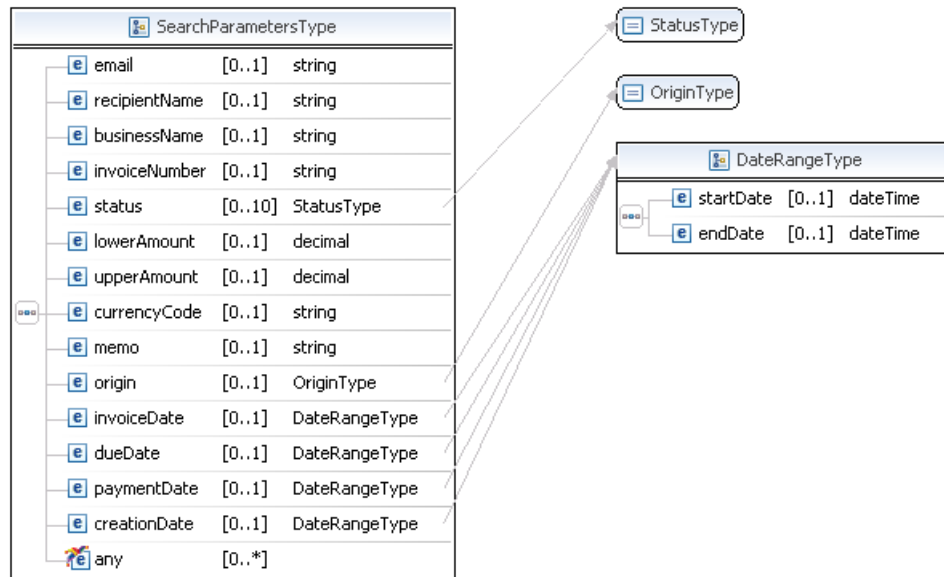 SearchParametersType
email [0..1] string
recipientName [0..1] string
businessName [0..1] string
invoiceNumber [0..1] string
status [0..10] StatusType
lowerAmount [0..1] decimal
upperAmount [0..1] decimal
currencyCode [0..1] string
memo [0..1] string
origin [0..1] OriginType
invoiceDate [0..1] DateRangeType
dueDate [0..1] DateRangeType
paymentDate [0..1] DateRangeType
creationDate [0..1] DateRangeType
any [0..*]
StatusType
OriginType
DateRangeType
startDate [0..1] dateTime
endDate [0..1] dateTime